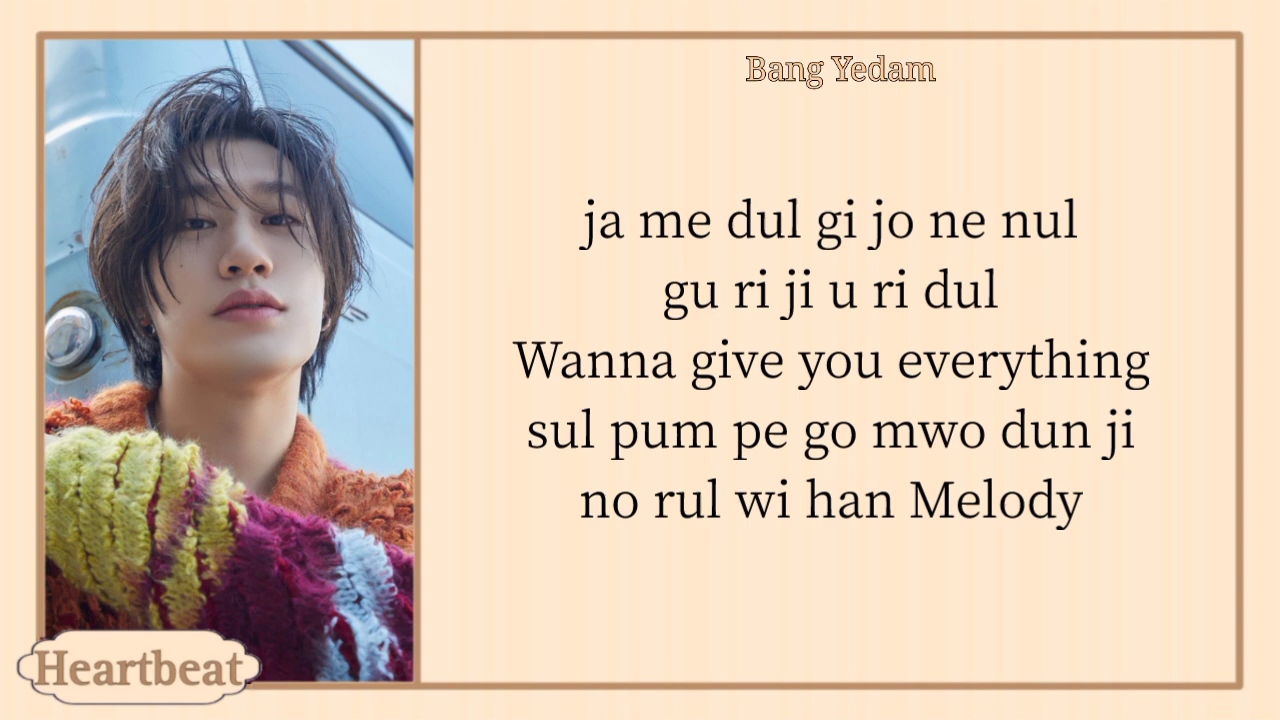 Bang Yedam
ja me dul gi jo ne nul
gu ri ji u ri dul
Wanna give you everything
sul pum pe go mwo dun ji
no rul wi han Melody
Heartbeat